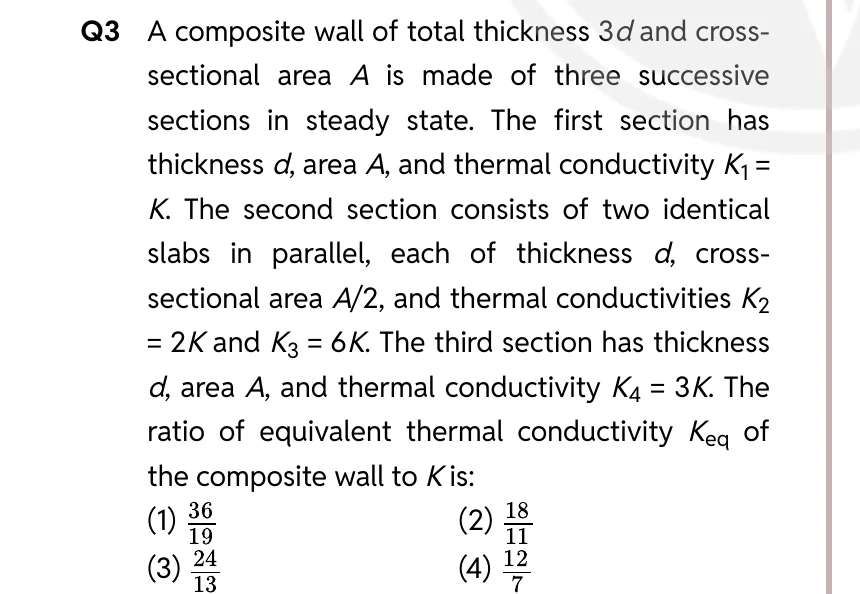 Q3 A composite wall of total thickness 3d and cross-
sectional area A is made of three successive
sections in steady state. The first section has
thickness d, area A, and thermal conductivity K₁ =
K. The second section consists of two identical
slabs in parallel, each of thickness d, cross-
sectional area A/2, and thermal conductivities K₂
= 2K and K₃ = 6K. The third section has thickness
d, area A, and thermal conductivity K₄ = 3K. The
ratio of equivalent thermal conductivity Keq of
the composite wall to K is:
(1) 36/19 (2) 18/11
(3) 24/13 (4) 12/7